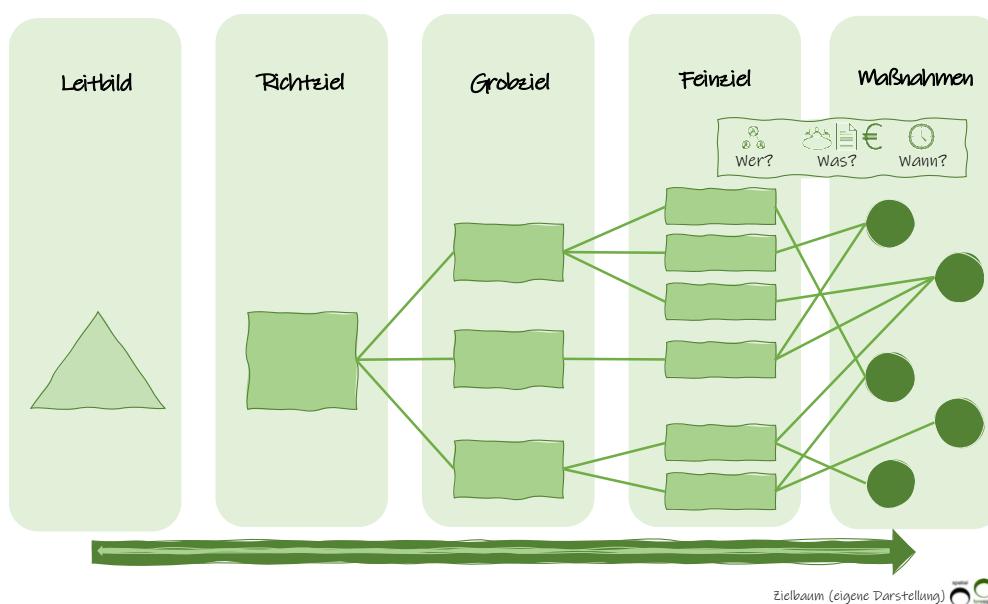 Leitbild
Richtziel
Grobziel
Feinziel
Maßnahmen
Wer?
Was?
Wann?
Zielbaum (eigene Darstellung)